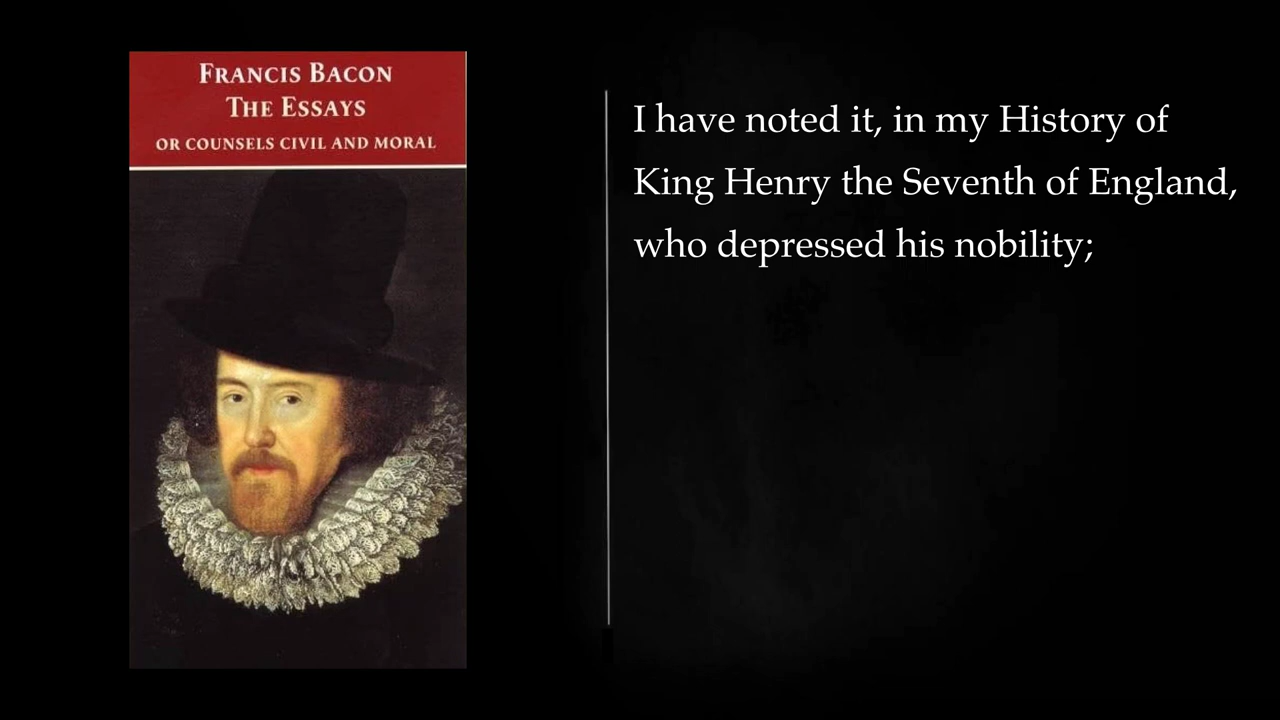 FRANCIS BACON
THE ESSAYS
OR COUNSELS CIVIL AND MORAL
I have noted it, in my History of
King Henry the Seventh of England,
who depressed his nobility;